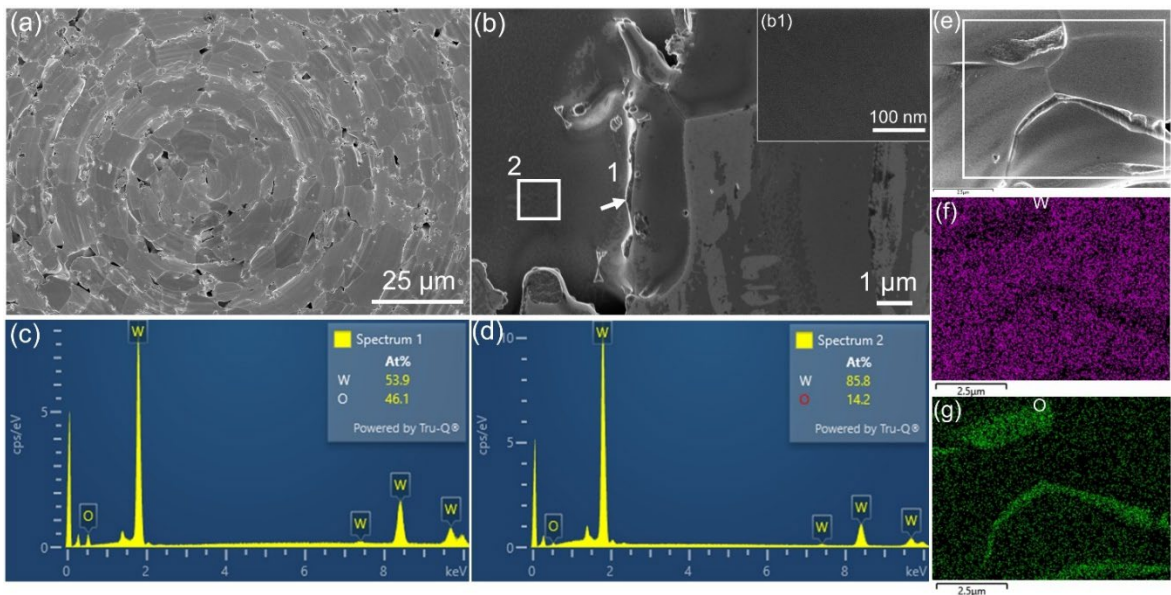 (a)
25 µm
(b)
(b1)
100 nm
2
1
1 µm
(c)
W
Spectrum 1
At%
W 53.9
O 46.1
Powered by Tru-Q®
cps/eV
5
0
O
W
W
W
0 2 4 6 8 keV
(d)
W
Spectrum 2
At%
W 85.8
O 14.2
Powered by Tru-Q®
cps/eV
10
5
0
O
W
W
W
0 2 4 6 8 keV
(e)
(f)
W
2.5µm
(g)
O
2.5µm